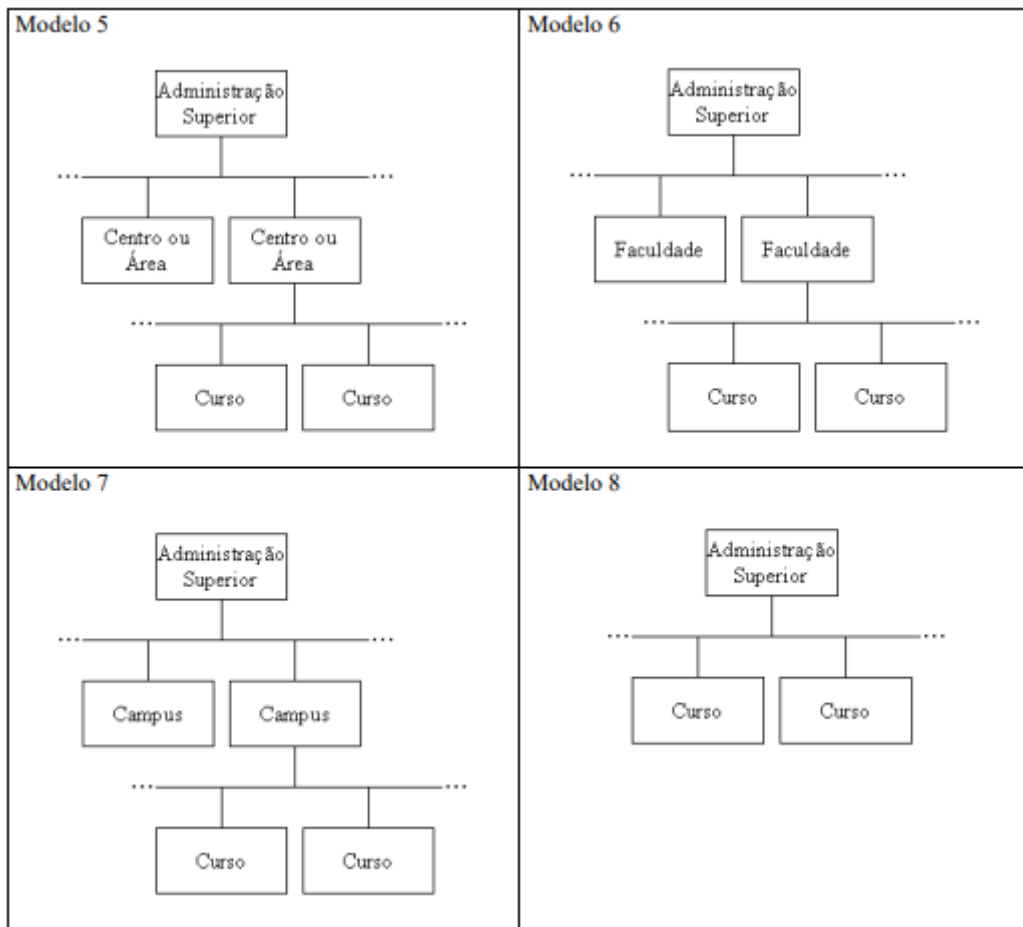 Modelo 5
Administração
Superior
...
...
Centro ou
Área
Centro ou
Área
...
...
Curso
Curso
Modelo 6
Administração
Superior
...
...
Faculdade
Faculdade
...
...
Curso
Curso
Modelo 7
Administração
Superior
...
...
Campus
Campus
...
...
Curso
Curso
Modelo 8
Administração
Superior
...
...
Curso
Curso